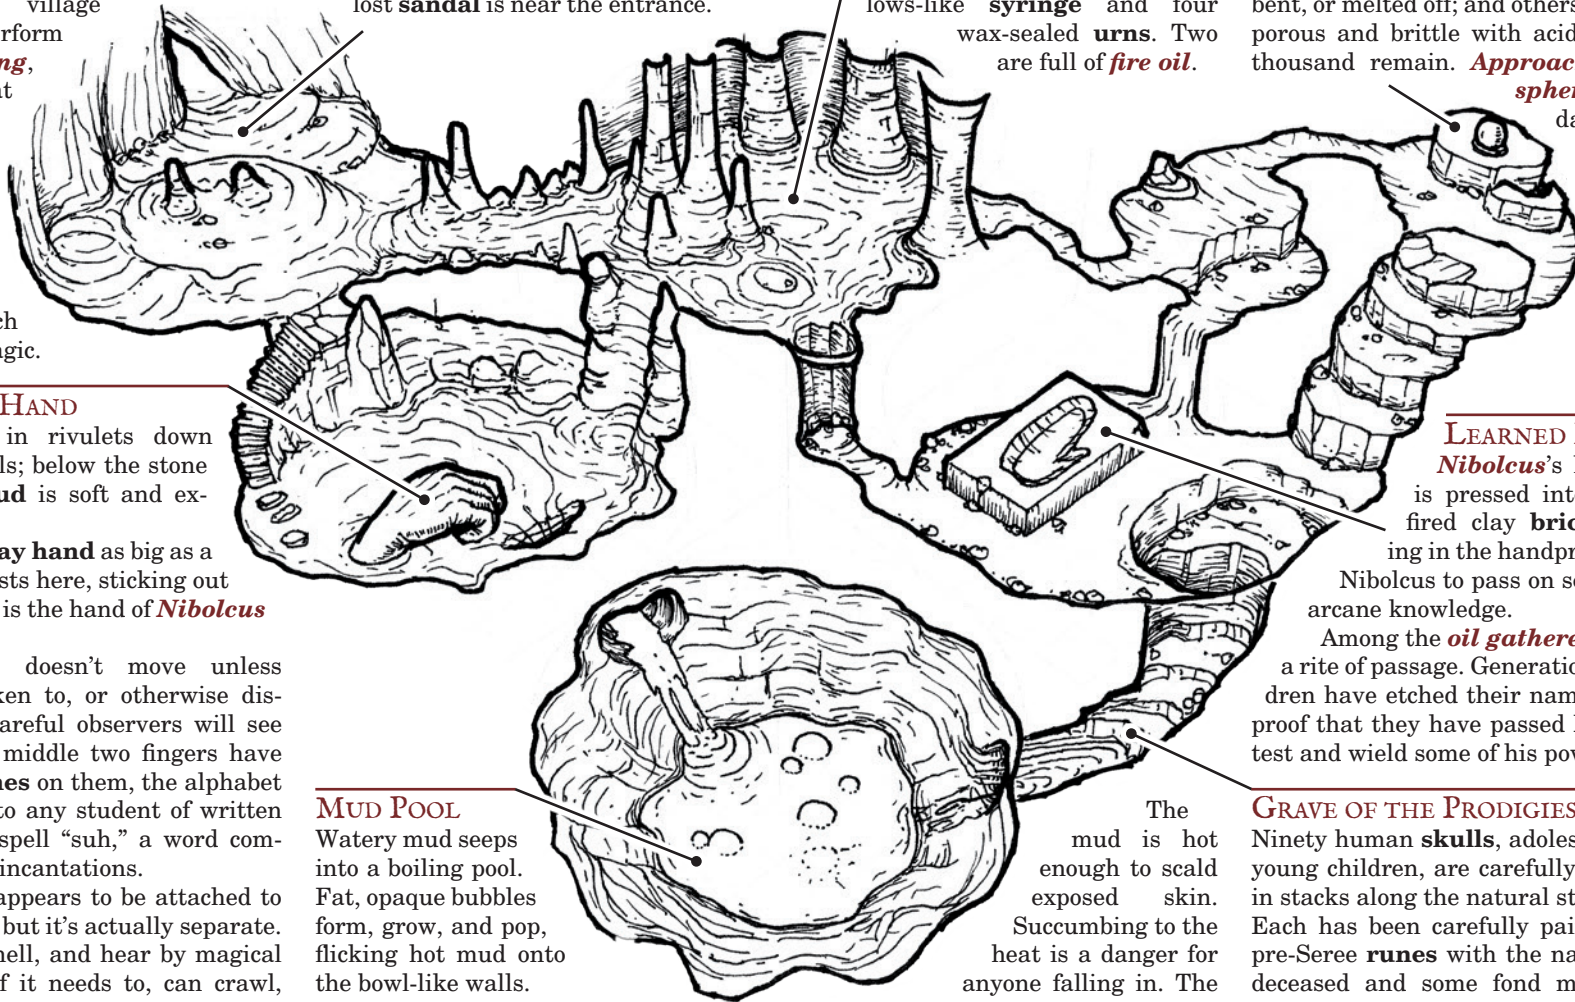 village
erform
ng,
nt
ch
agic.
HAND
in rivulets down
ls; below the stone
ud is soft and ex-
ay hand as big as a
sts here, sticking out
is the hand of Nibolcus
doesn't move unless
ken to, or otherwise dis-
areful observers will see
middle two fingers have
nes on them, the alphabet
to any student of written
spell “suh,” a word com-
incantations.
appears to be attached to
but it's actually separate.
nell, and hear by magical
f it needs to, can crawl,
lost sandal is near the entrance.
MUD POOL
Watery mud seeps
into a boiling pool.
Fat, opaque bubbles
form, grow, and pop,
flicking hot mud onto
the bowl-like walls.
lows-like syringe and four
wax-sealed urns. Two
are full of fire oil.
The
mud is hot
enough to scald
exposed skin.
Succumbing to the
heat is a danger for
anyone falling in. The
bent, or melted off; and others
porous and brittle with acid
thousand remain. Approac
spher
da
LEARNED
Nibolcus's
is pressed int
fired clay bric
ing in the handpr
Nibolcus to pass on s
arcane knowledge.
Among the oil gathere
a rite of passage. Generatio
dren have etched their nam
proof that they have passed
test and wield some of his po
GRAVE OF THE PRODIGIES
Ninety human skulls, adoles
young children, are carefully
in stacks along the natural st
Each has been carefully pai
pre-Seree runes with the na
deceased and some fond m